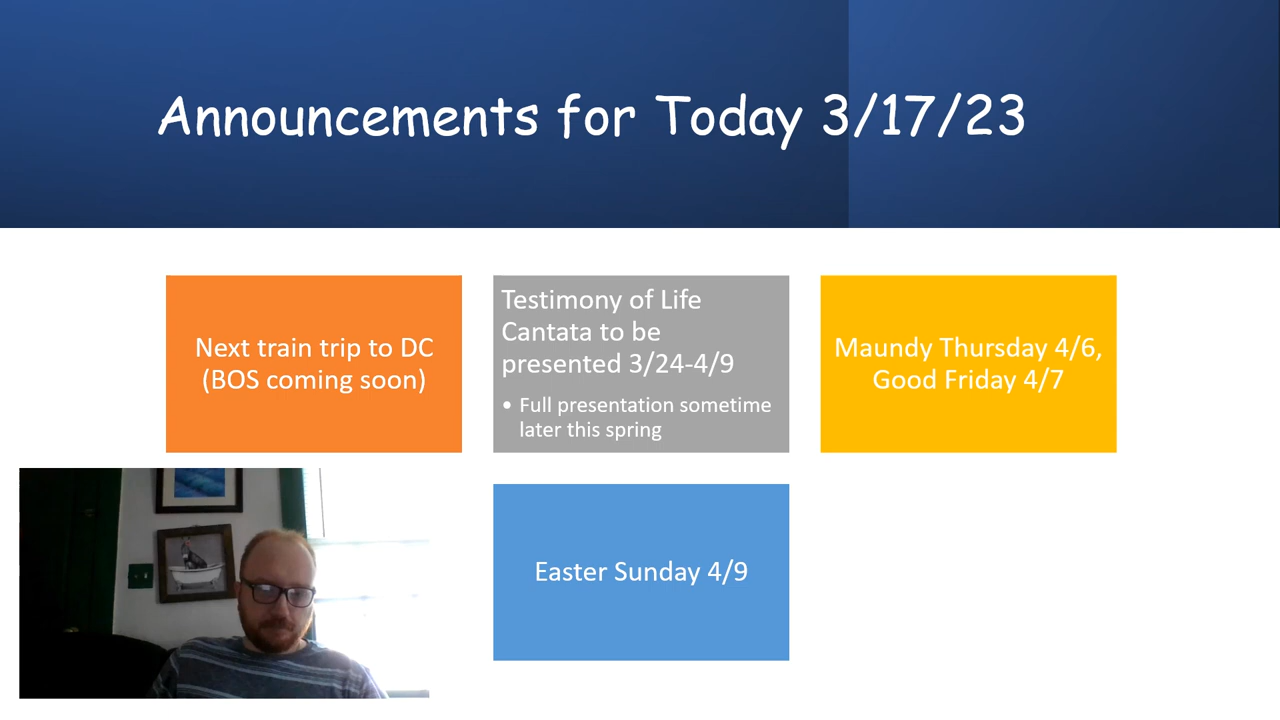 Announcements for Today 3/17/23
Next train trip to DC
(BOS coming soon)
Testimony of Life
Cantata to be
presented 3/24-4/9
• Full presentation sometime
later this spring
Maundy Thursday 4/6,
Good Friday 4/7
Easter Sunday 4/9